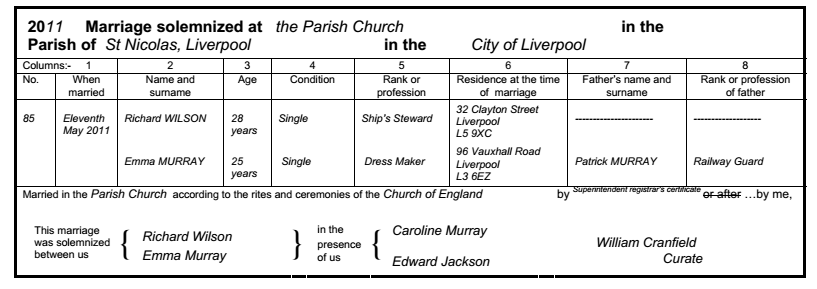 2011 Marriage solemnized at the Parish Church in the
Parish of St Nicolas, Liverpool in the City of Liverpool
Columns:- 1 2 3 4 5 6 7 8
No. When married Name and surname Age Condition Rank or profession Residence at the time of marriage Father's name and surname Rank or profession of father
85 Eleventh May 2011 Richard WILSON 28 years Single Ship's Steward 32 Clayton Street Liverpool L5 9XC ---------------------- -------------------
Emma MURRAY 25 years Single Dress Maker 96 Vauxhall Road Liverpool L3 6EZ Patrick MURRAY Railway Guard
Married in the Parish Church according to the rites and ceremonies of the Church of England by Superintendent registrar's certificate or after …by me,
This marriage was solemnized between us { Richard Wilson Emma Murray } in the presence of us { Caroline Murray Edward Jackson William Cranfield Curate